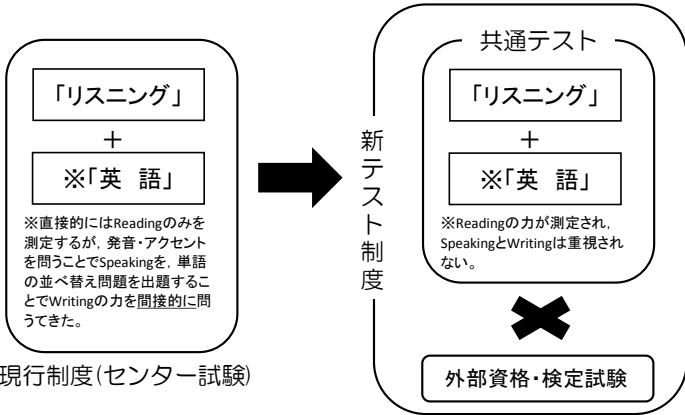 「リスニング」
＋
※「英　語」
※直接的にはReadingのみを
測定するが，発音・アクセント
を問うことでSpeakingを，単語
の並べ替え問題を出題するこ
とでWritingの力を間接的に問
うてきた。
現行制度(センター試験)
新テスト制度
共通テスト
「リスニング」
＋
※「英　語」
※Readingの力が測定され，
SpeakingとWritingは重視され
ない。
外部資格・検定試験